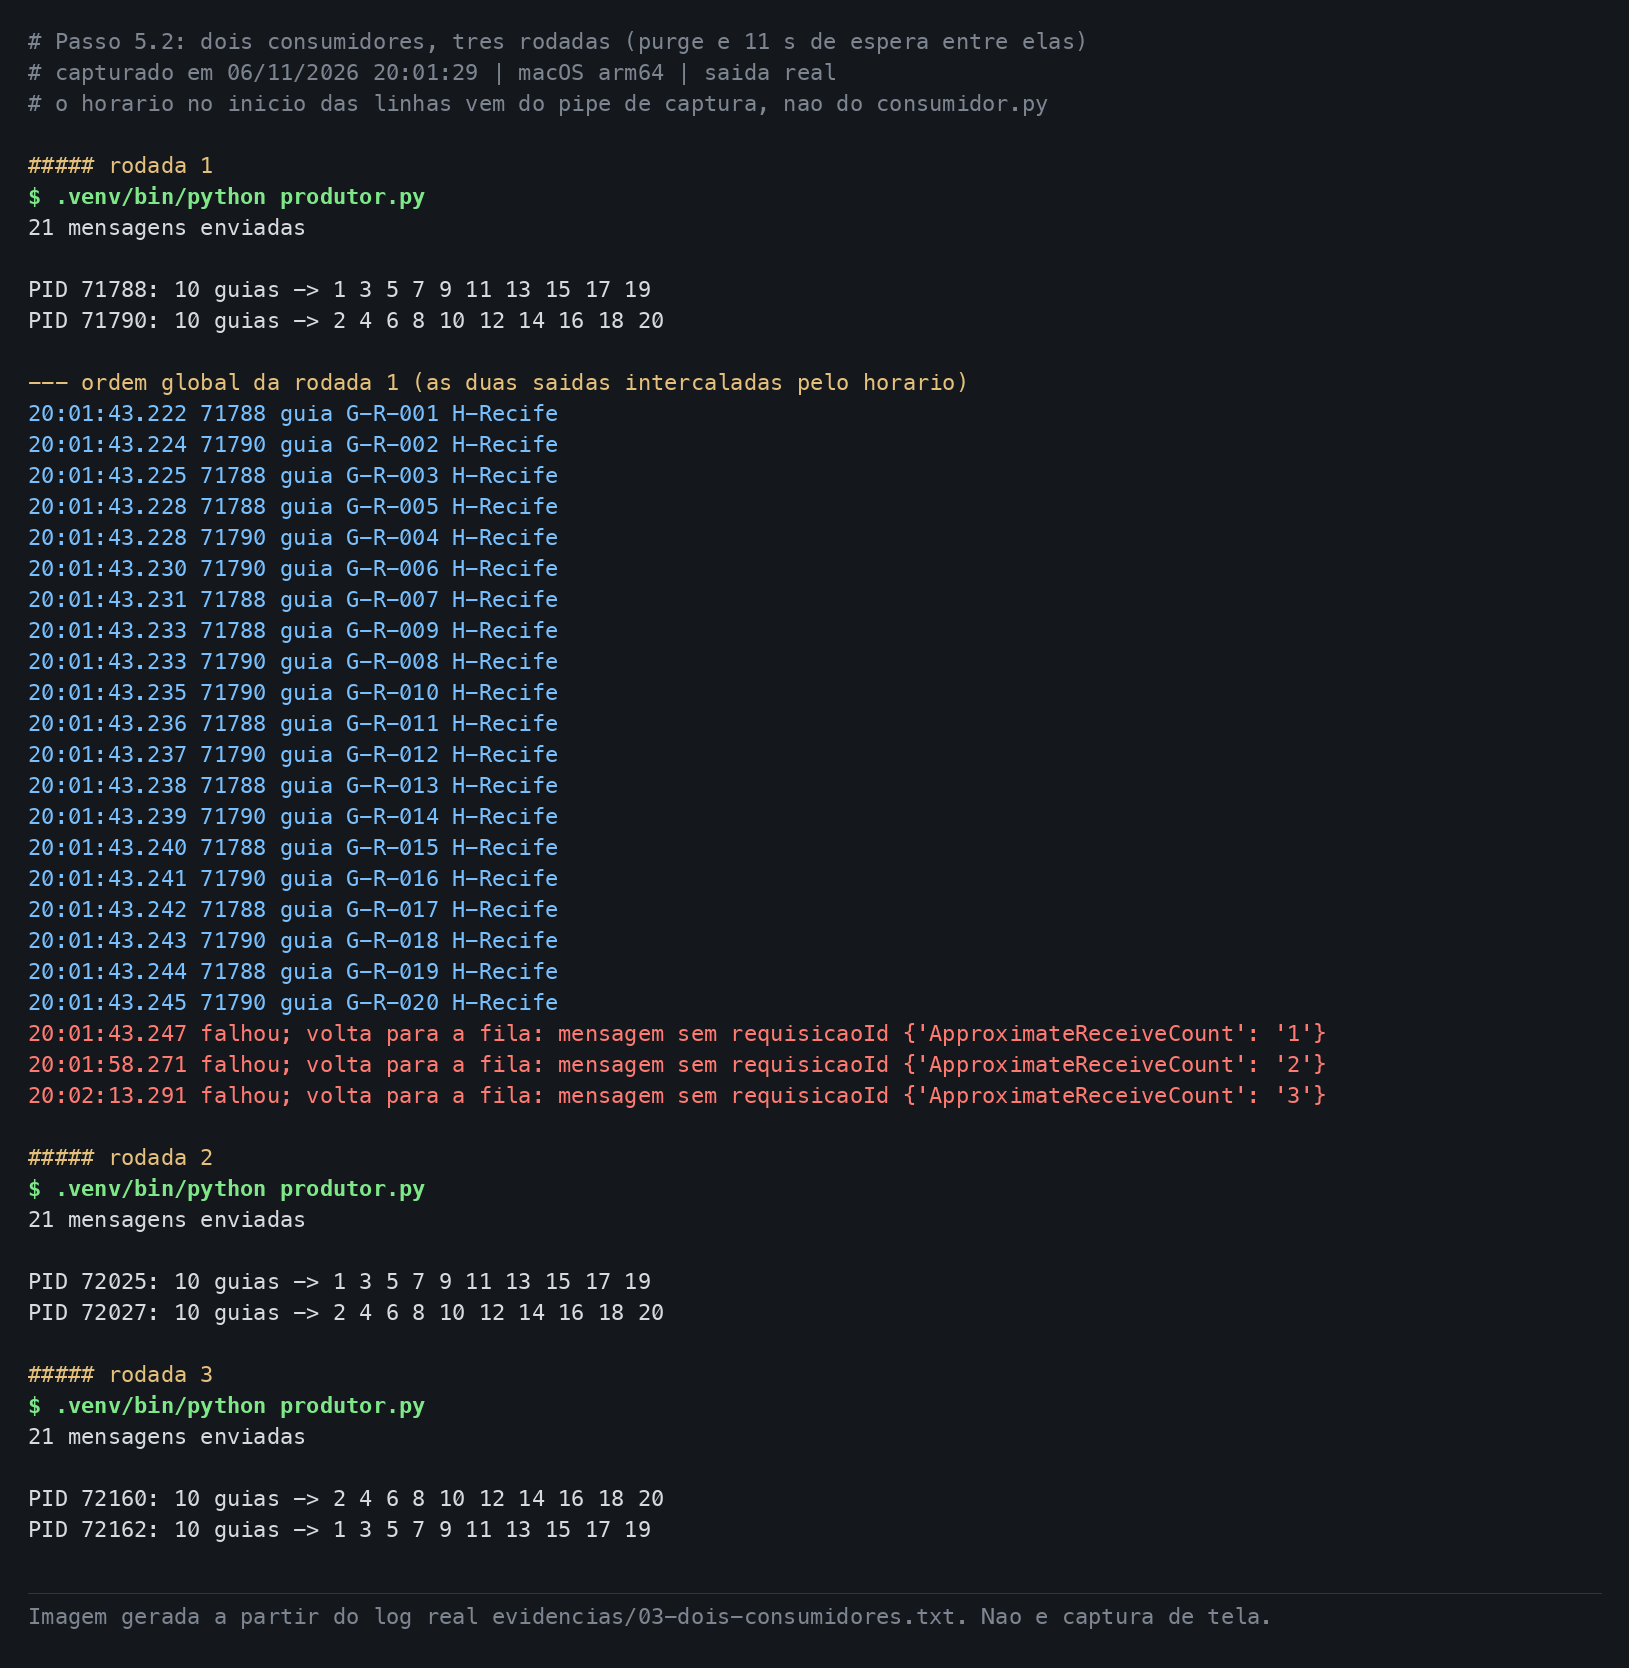 # Passo 5.2: dois consumidores, tres rodadas (purge e 11 s de espera entre elas)
# capturado em 06/11/2026 20:01:29 | macOS arm64 | saida real
# o horario no inicio das linhas vem do pipe de captura, nao do consumidor.py
##### rodada 1
$ .venv/bin/python produtor.py
21 mensagens enviadas
PID 71788: 10 guias -> 1 3 5 7 9 11 13 15 17 19
PID 71790: 10 guias -> 2 4 6 8 10 12 14 16 18 20
--- ordem global da rodada 1 (as duas saidas intercaladas pelo horario)
20:01:43.222 71788 guia G-R-001 H-Recife
20:01:43.224 71790 guia G-R-002 H-Recife
20:01:43.225 71788 guia G-R-003 H-Recife
20:01:43.228 71788 guia G-R-005 H-Recife
20:01:43.228 71790 guia G-R-004 H-Recife
20:01:43.230 71790 guia G-R-006 H-Recife
20:01:43.231 71788 guia G-R-007 H-Recife
20:01:43.233 71788 guia G-R-009 H-Recife
20:01:43.233 71790 guia G-R-008 H-Recife
20:01:43.235 71790 guia G-R-010 H-Recife
20:01:43.236 71788 guia G-R-011 H-Recife
20:01:43.237 71790 guia G-R-012 H-Recife
20:01:43.238 71788 guia G-R-013 H-Recife
20:01:43.239 71790 guia G-R-014 H-Recife
20:01:43.240 71788 guia G-R-015 H-Recife
20:01:43.241 71790 guia G-R-016 H-Recife
20:01:43.242 71788 guia G-R-017 H-Recife
20:01:43.243 71790 guia G-R-018 H-Recife
20:01:43.244 71788 guia G-R-019 H-Recife
20:01:43.245 71790 guia G-R-020 H-Recife
20:01:43.247 falhou; volta para a fila: mensagem sem requisicaoId {'ApproximateReceiveCount': '1'}
20:01:58.271 falhou; volta para a fila: mensagem sem requisicaoId {'ApproximateReceiveCount': '2'}
20:02:13.291 falhou; volta para a fila: mensagem sem requisicaoId {'ApproximateReceiveCount': '3'}
##### rodada 2
$ .venv/bin/python produtor.py
21 mensagens enviadas
PID 72025: 10 guias -> 1 3 5 7 9 11 13 15 17 19
PID 72027: 10 guias -> 2 4 6 8 10 12 14 16 18 20
##### rodada 3
$ .venv/bin/python produtor.py
21 mensagens enviadas
PID 72160: 10 guias -> 2 4 6 8 10 12 14 16 18 20
PID 72162: 10 guias -> 1 3 5 7 9 11 13 15 17 19
Imagem gerada a partir do log real evidencias/03-dois-consumidores.txt. Nao e captura de tela.